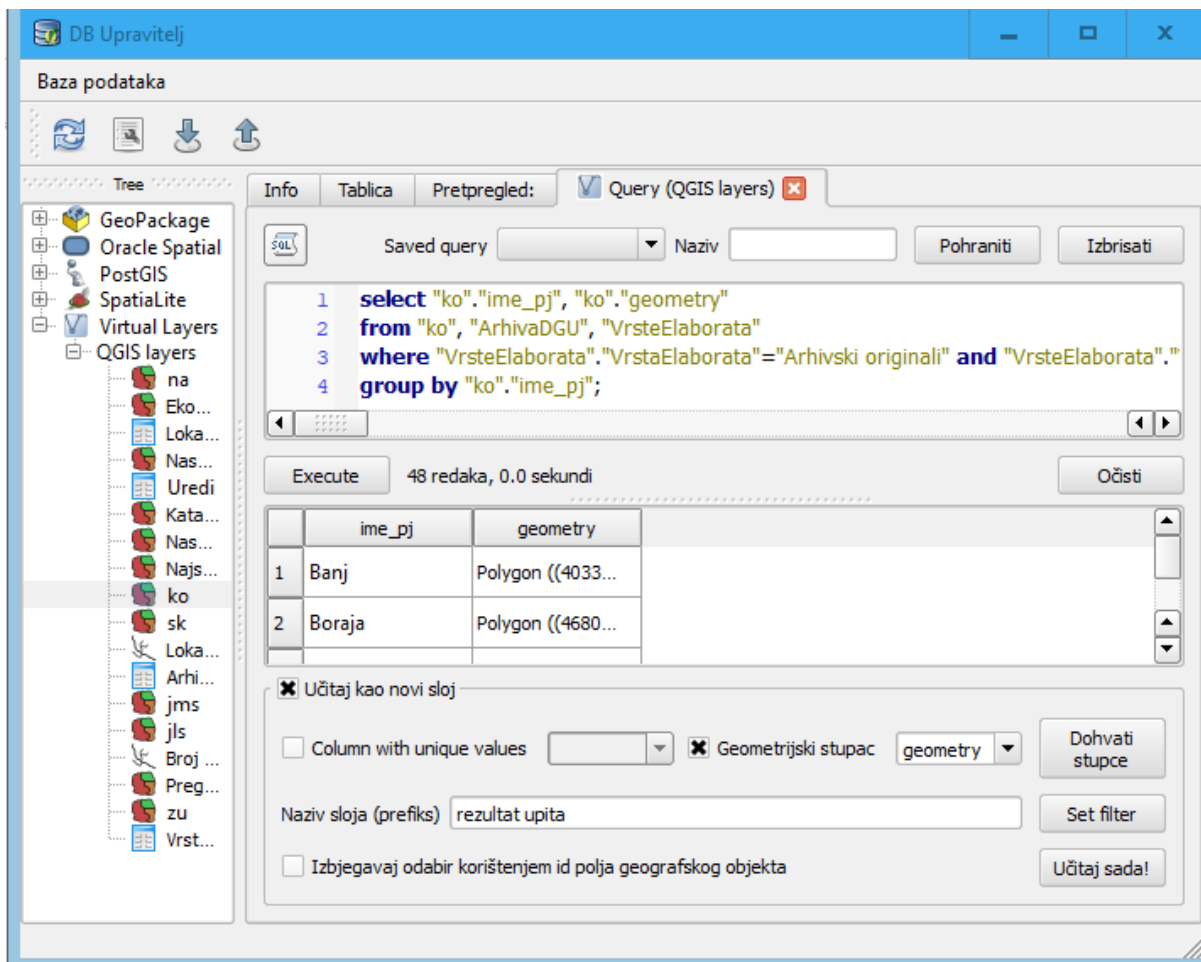 DB Upravitelj
Baza podataka
Tree
GeoPackage
Oracle Spatial
PostGIS
SpatiaLite
Virtual Layers
QGIS layers
na
Eko...
Loka...
Nas...
Uredi
Kata...
Nas...
Najs...
ko
sk
Loka...
Arhi...
jms
jls
Broj ...
Preg...
zu
Vrst...
Info
Tablica
Pretpregled:
Query (QGIS layers)
SQL
Saved query
Naziv
Pohraniti
Izbrisati
1 select "ko"."ime_pj", "ko"."geometry"
2 from "ko", "ArhivaDGU", "VrsteElaborata"
3 where "VrsteElaborata"."VrstaElaborata"="Arhivski originali" and "VrsteElaborata"."
4 group by "ko"."ime_pj";
Execute
48 redaka, 0.0 sekundi
Očisti
ime_pj geometry
1 Banj Polygon ((4033...
2 Boraja Polygon ((4680...
Učitaj kao novi sloj
Column with unique values
Geometrijski stupac
geometry
Dohvati
stupce
Naziv sloja (prefiks)
rezultat upita
Set filter
Izbjegavaj odabir korištenjem id polja geografskog objekta
Učitaj sada!